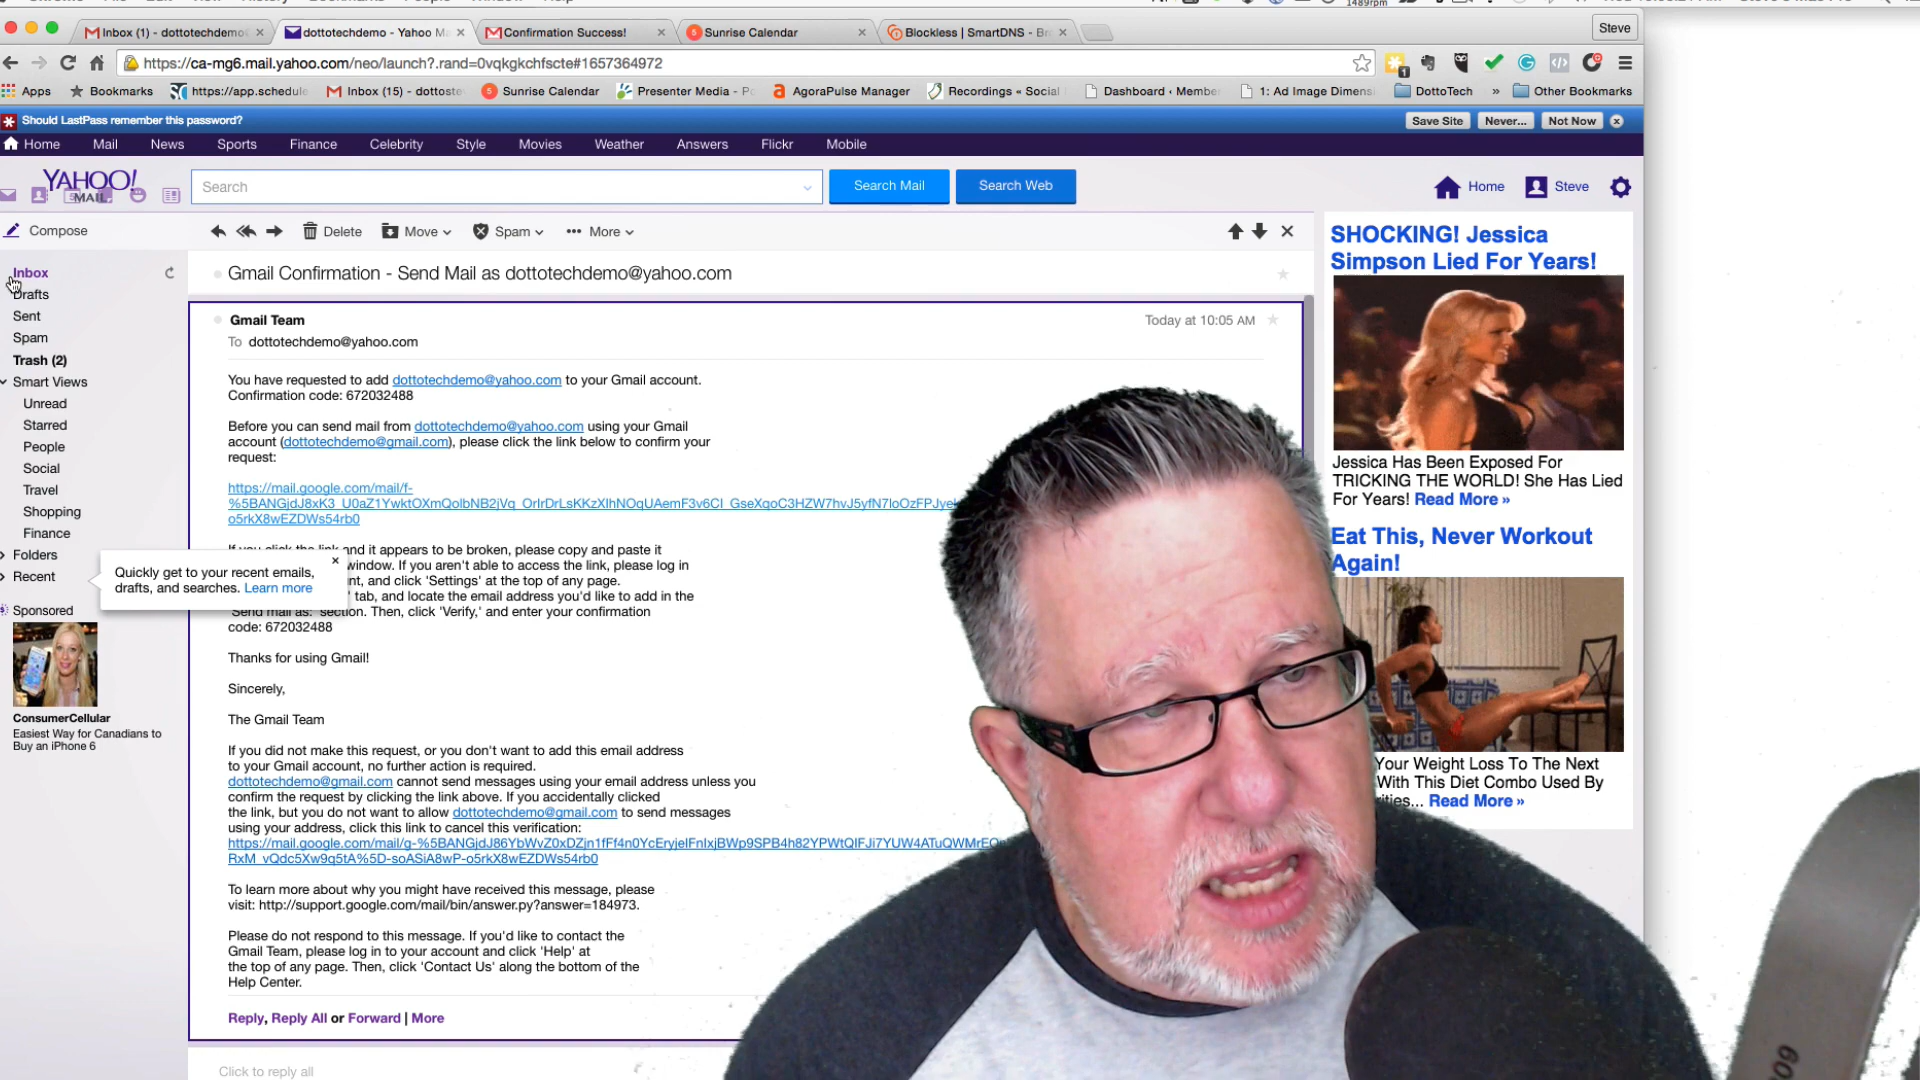 1489rpm
Inbox (1) - dottotechdemo
dottotechdemo - Yahoo Ma
Confirmation Success!
Sunrise Calendar
Blockless | SmartDNS - Br
Steve
https://ca-mg6.mail.yahoo.com/neo/launch?.rand=0vqkgkchfscte#1657364972
Apps
Bookmarks
https://app.schedule
Inbox (15) - dottoste
Sunrise Calendar
Presenter Media - Po
AgoraPulse Manager
Recordings « Social
Dashboard ‹ Membe
1: Ad Image Dimens
DottoTech
»
Other Bookmarks
Should LastPass remember this password?
Save Site
Never...
Not Now
Home
Mail
News
Sports
Finance
Celebrity
Style
Movies
Weather
Answers
Flickr
Mobile
YAHOO!
MAIL
Search
Search Mail
Search Web
Home
Steve
Compose
Delete
Move
Spam
More
Inbox
Drafts
Sent
Spam
Trash (2)
Smart Views
Unread
Starred
People
Social
Travel
Shopping
Finance
Folders
Recent
Quickly get to your recent emails,
drafts, and searches. Learn more
Sponsored
ConsumerCellular
Easiest Way for Canadians to
Buy an iPhone 6
Gmail Confirmation - Send Mail as dottotechdemo@yahoo.com
Gmail Team
Today at 10:05 AM
To dottotechdemo@yahoo.com
You have requested to add dottotechdemo@yahoo.com to your Gmail account.
Confirmation code: 672032488
Before you can send mail from dottotechdemo@yahoo.com using your Gmail
account (dottotechdemo@gmail.com), please click the link below to confirm your
request:
https://mail.google.com/mail/f-
o5rkX8wEZDWs54rb0
If you click the link and it appears to be broken, please copy and paste it
window. If you aren't able to access the link, please log in
nt, and click 'Settings' at the top of any page.
' tab, and locate the email address you'd like to add in the
'Send mail as:' section. Then, click 'Verify,' and enter your confirmation
code: 672032488
Thanks for using Gmail!
Sincerely,
The Gmail Team
If you did not make this request, or you don't want to add this email address
to your Gmail account, no further action is required.
dottotechdemo@gmail.com cannot send messages using your email address unless you
confirm the request by clicking the link above. If you accidentally clicked
the link, but you do not want to allow dottotechdemo@gmail.com to send messages
using your address, click this link to cancel this verification:
RxM_vQdc5Xw9q5tA%5D-soASiA8wP-o5rkX8wEZDWs54rb0
To learn more about why you might have received this message, please
visit: http://support.google.com/mail/bin/answer.py?answer=184973.
Please do not respond to this message. If you'd like to contact the
Gmail Team, please log in to your account and click 'Help' at
the top of any page. Then, click 'Contact Us' along the bottom of the
Help Center.
Reply, Reply All or Forward | More
Click to reply all
SHOCKING! Jessica
Simpson Lied For Years!
Jessica Has Been Exposed For
TRICKING THE WORLD! She Has Lied
For Years! Read More »
Eat This, Never Workout
Again!
Your Weight Loss To The Next
With This Diet Combo Used By
rities... Read More »